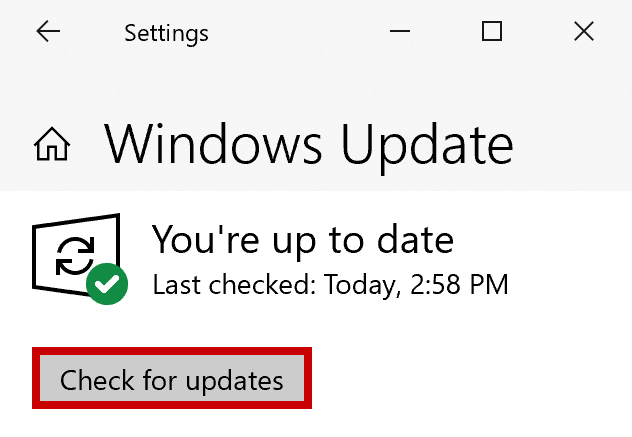 Settings
Windows Update
You're up to date
Last checked: Today, 2:58 PM
Check for updates